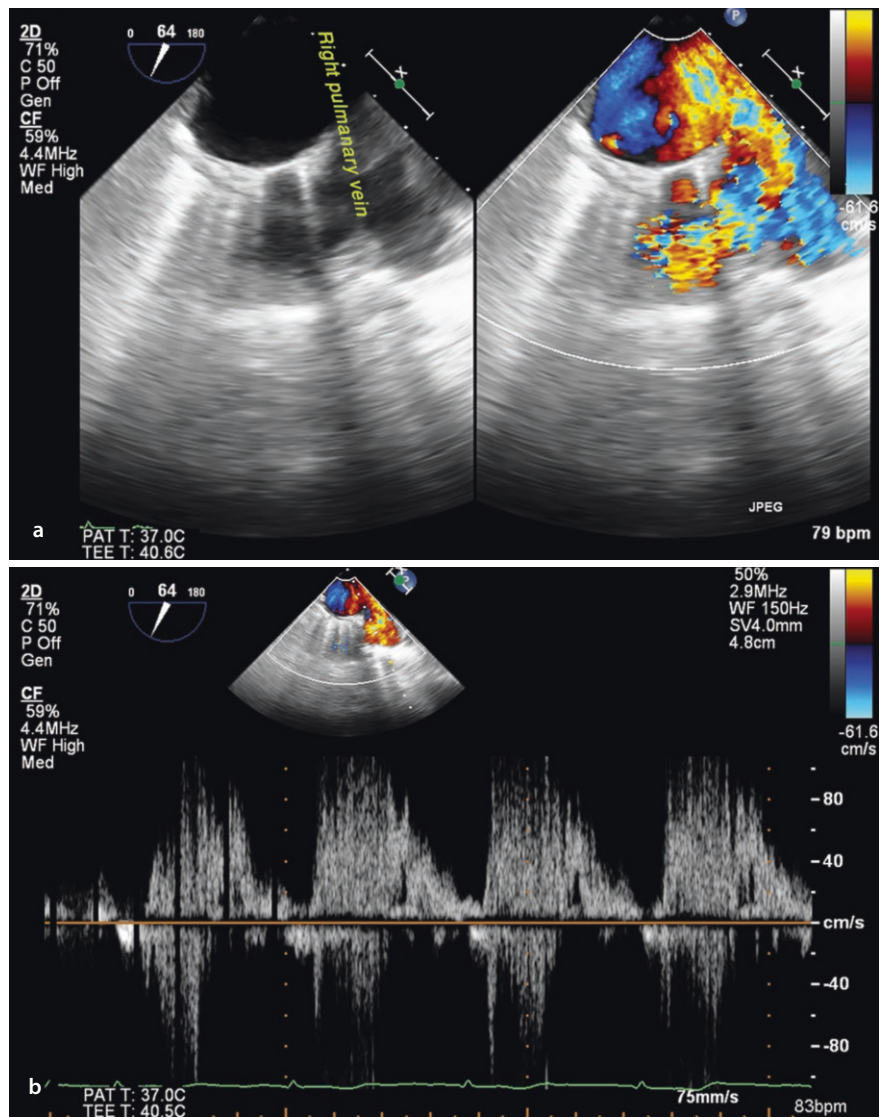 2D
71%
C 50
P Off
Gen
CF
59%
4.4MHz
WF High
Med
0 64 180
Right pulmanary vein
X
P
-61.6
cm/s
JPEG
a
PAT T: 37.0C
TEE T: 40.6C
79 bpm
2D
71%
C 50
P Off
Gen
CF
59%
4.4MHz
WF High
Med
0 64 180
50%
2.9MHz
WF 150Hz
SV4.0mm
4.8cm
-61.6
cm/s
80
40
cm/s
-40
-80
b
PAT T: 37.0C
TEE T: 40.5C
75mm/s
83bpm